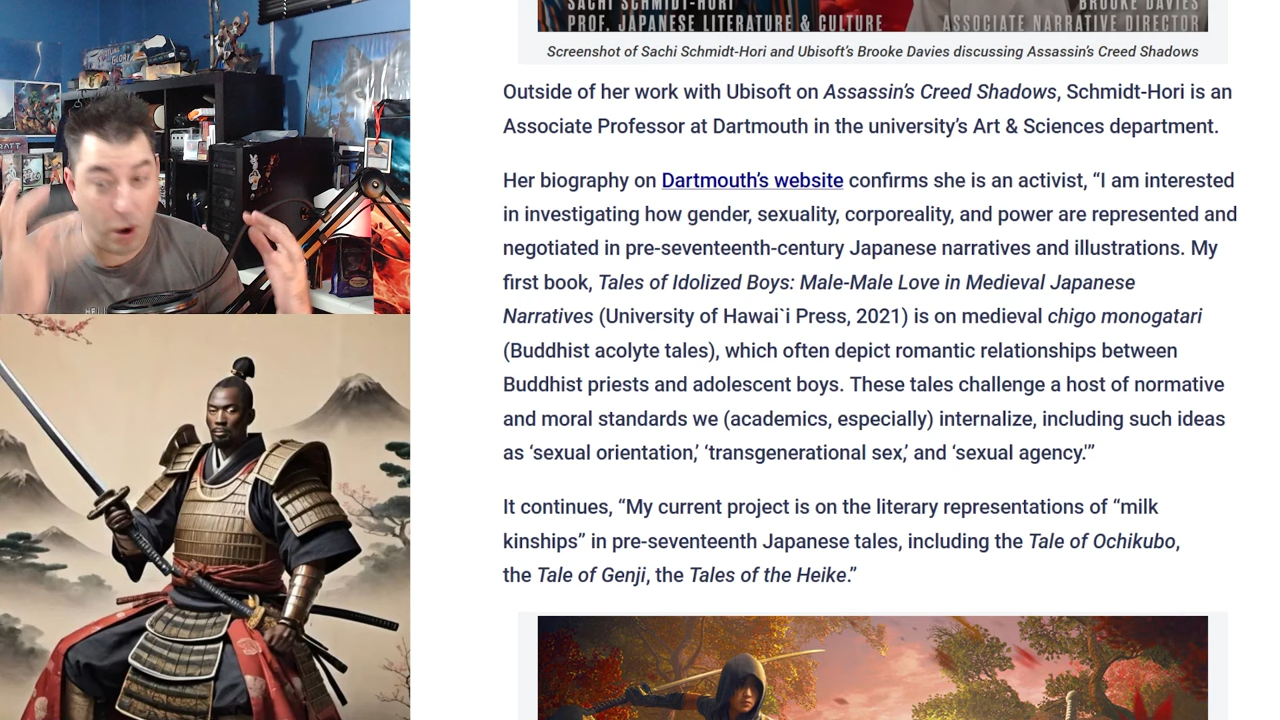 SACHI SCHMIDT-HORI
BROOKE DAVIES
PROF. JAPANESE LITERATURE & CULTURE
ASSOCIATE NARRATIVE DIRECTOR
Screenshot of Sachi Schmidt-Hori and Ubisoft's Brooke Davies discussing Assassin's Creed Shadows
Outside of her work with Ubisoft on Assassin's Creed Shadows, Schmidt-Hori is an
Associate Professor at Dartmouth in the university's Art & Sciences department.
Her biography on Dartmouth's website confirms she is an activist, “I am interested
in investigating how gender, sexuality, corporeality, and power are represented and
negotiated in pre-seventeenth-century Japanese narratives and illustrations. My
first book, Tales of Idolized Boys: Male-Male Love in Medieval Japanese
Narratives (University of Hawai`i Press, 2021) is on medieval chigo monogatari
(Buddhist acolyte tales), which often depict romantic relationships between
Buddhist priests and adolescent boys. These tales challenge a host of normative
and moral standards we (academics, especially) internalize, including such ideas
as ‘sexual orientation,’ ‘transgenerational sex,’ and ‘sexual agency.'”
It continues, “My current project is on the literary representations of “milk
kinships” in pre-seventeenth Japanese tales, including the Tale of Ochikubo,
the Tale of Genji, the Tales of the Heike.”